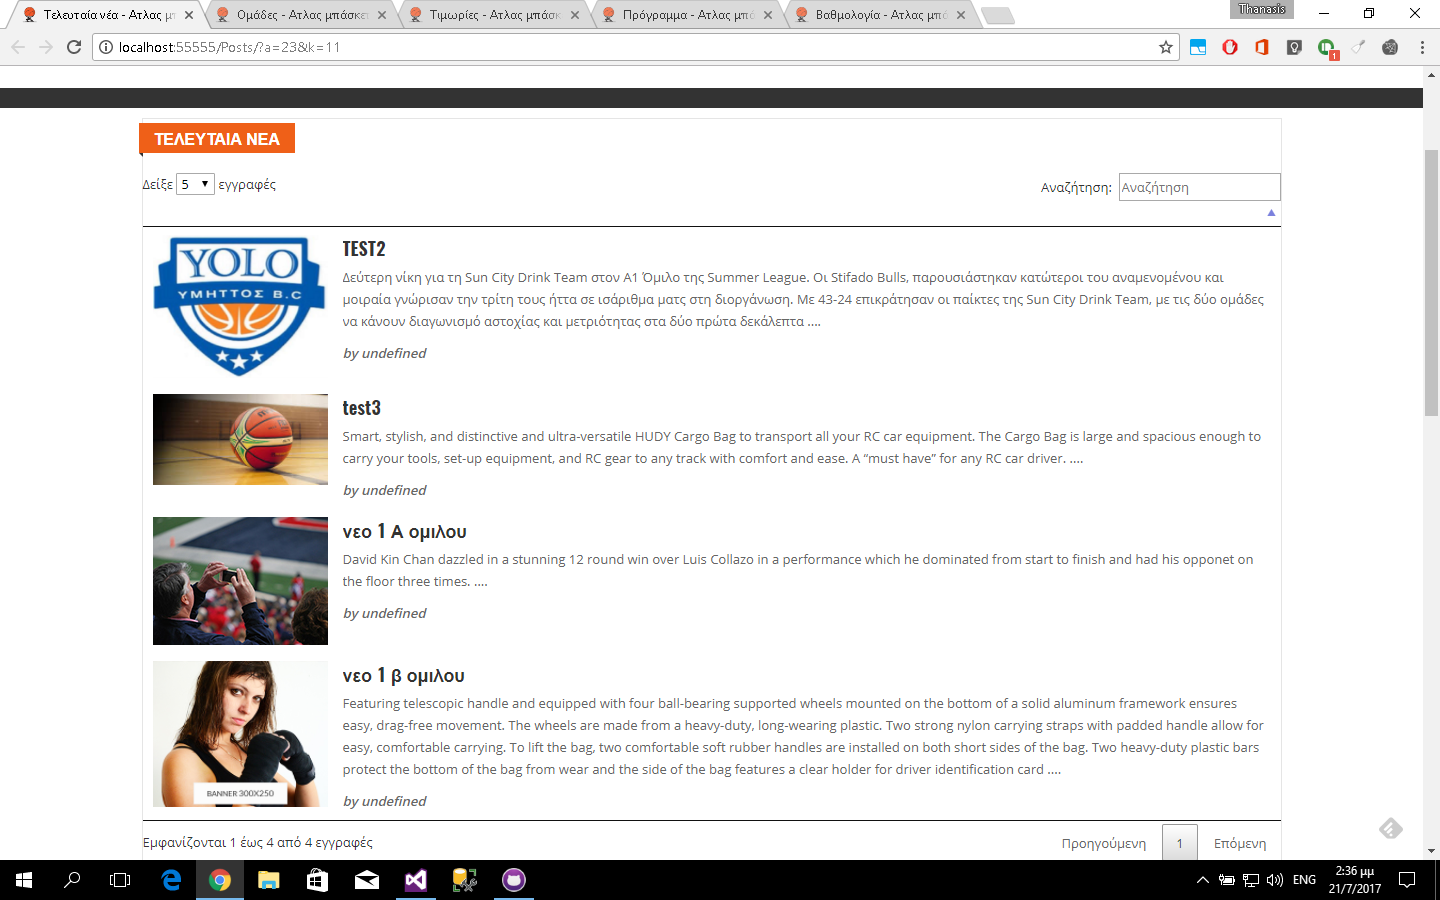 Τελευταία νέα - Ατλας μπ
Ομάδες - Ατλας μπάσκε
Τιμωρίες - Ατλας μπάσκ
Πρόγραμμα - Ατλας μπά
Βαθμολογία - Ατλας μπά
Thanasis
localhost:55555/Posts/?a=23&k=11
1
ΤΕΛΕΥΤΑΙΑ ΝΕΑ
Δείξε 5 εγγραφές
Αναζήτηση: Αναζήτηση
YOLO
ΥΜΗΤΤΟΣ B.C
TEST2
Δεύτερη νίκη για τη Sun City Drink Team στον Α1 Όμιλο της Summer League. Οι Stifado Bulls, παρουσιάστηκαν κατώτεροι του αναμενομένου και
μοιραία γνώρισαν την τρίτη τους ήττα σε ισάριθμα ματς στη διοργάνωση. Με 43-24 επικράτησαν οι παίκτες της Sun City Drink Team, με τις δύο ομάδες
να κάνουν διαγωνισμό αστοχίας και μετριότητας στα δύο πρώτα δεκάλεπτα ....
by undefined
test3
Smart, stylish, and distinctive and ultra-versatile HUDY Cargo Bag to transport all your RC car equipment. The Cargo Bag is large and spacious enough to
carry your tools, set-up equipment, and RC gear to any track with comfort and ease. A “must have” for any RC car driver. ....
by undefined
νεο 1 Α ομιλου
David Kin Chan dazzled in a stunning 12 round win over Luis Collazo in a performance which he dominated from start to finish and had his opponet on
the floor three times. ....
by undefined
νεο 1 β ομιλου
Featuring telescopic handle and equipped with four ball-bearing supported wheels mounted on the bottom of a solid aluminum framework ensures
easy, drag-free movement. The wheels are made from a heavy-duty, long-wearing plastic. Two strong nylon carrying straps with padded handle allow for
easy, comfortable carrying. To lift the bag, two comfortable soft rubber handles are installed on both short sides of the bag. Two heavy-duty plastic bars
protect the bottom of the bag from wear and the side of the bag features a clear holder for driver identification card ....
by undefined
BANNER 300X250
Εμφανίζονται 1 έως 4 από 4 εγγραφές
Προηγούμενη 1 Επόμενη
ENG
2:36 μμ
21/7/2017